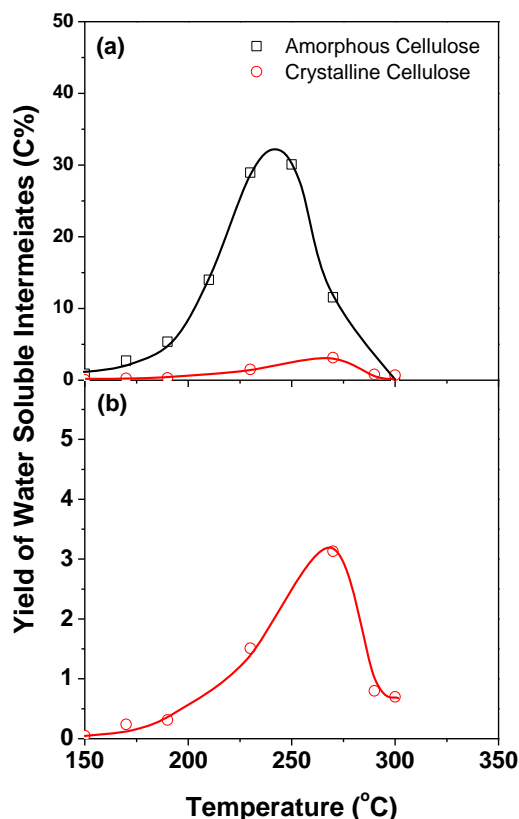 Yield of Water Soluble Intermeiates (C%)
(a)
Amorphous Cellulose
Crystalline Cellulose
50
40
30
20
10
0
(b)
5
4
3
2
1
0
150 200 250 300 350
Temperature (°C)